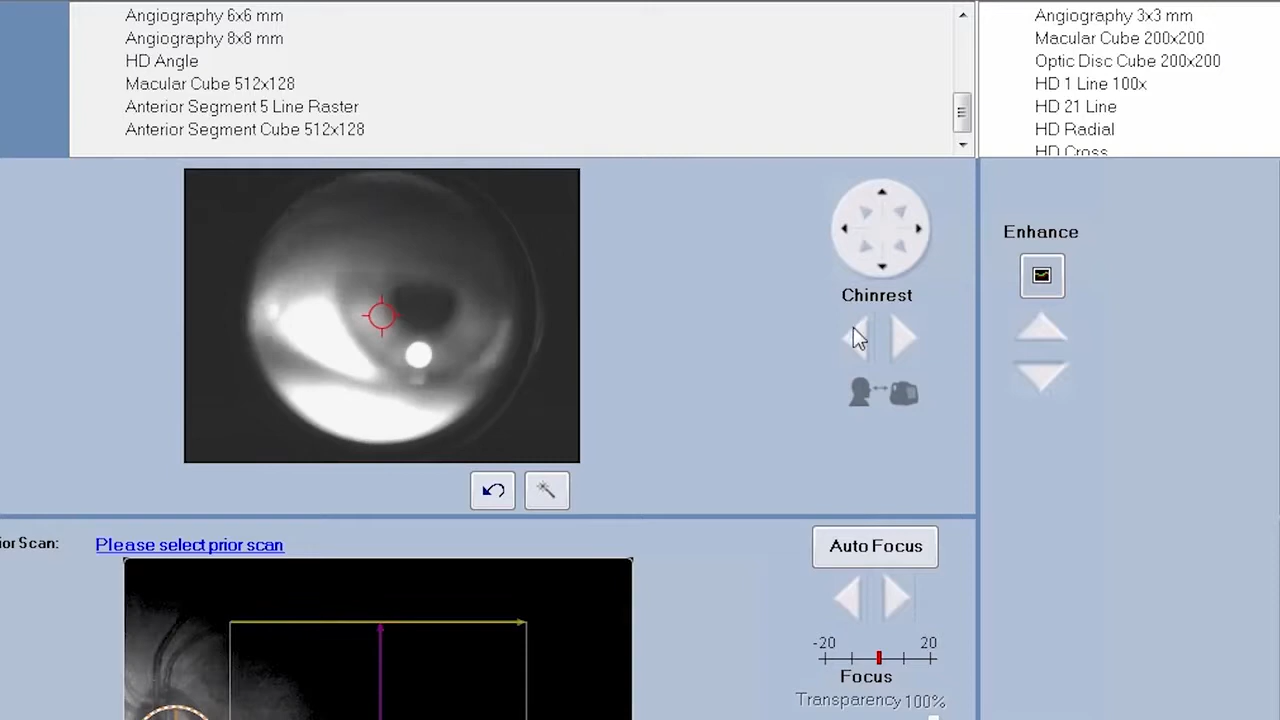 Angiography 6x6 mm
Angiography 8x8 mm
HD Angle
Macular Cube 512x128
Anterior Segment 5 Line Raster
Anterior Segment Cube 512x128
Angiography 3x3 mm
Macular Cube 200x200
Optic Disc Cube 200x200
HD 1 Line 100x
HD 21 Line
HD Radial
HD Cross
Enhance
Chinrest
ior Scan:
Please select prior scan
Auto Focus
-20 20
Focus
Transparency 100%